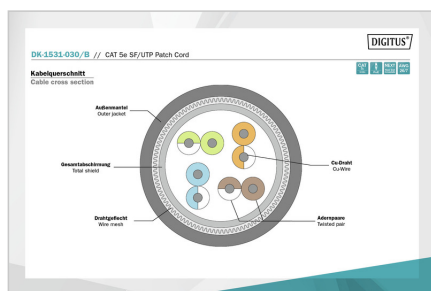 DIGITUS®
DK-1531-030/B // CAT 5e SF/UTP Patch Cord
Kabelquerschnitt
Cable cross section
Außenmantel
Outer jacket
Gesamtabschirmung
Total shield
Drahtgeflecht
Wire mesh
Cu-Draht
Cu-Wire
Adernpaare
Twisted pair